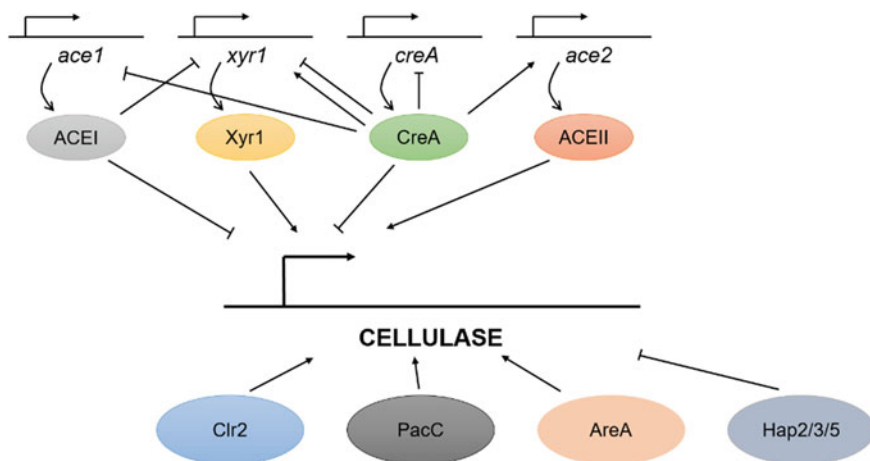 ace1 xyr1 creA ace2
ACEI Xyr1 CreA ACEII
CELLULASE
Clr2 PacC AreA Hap2/3/5